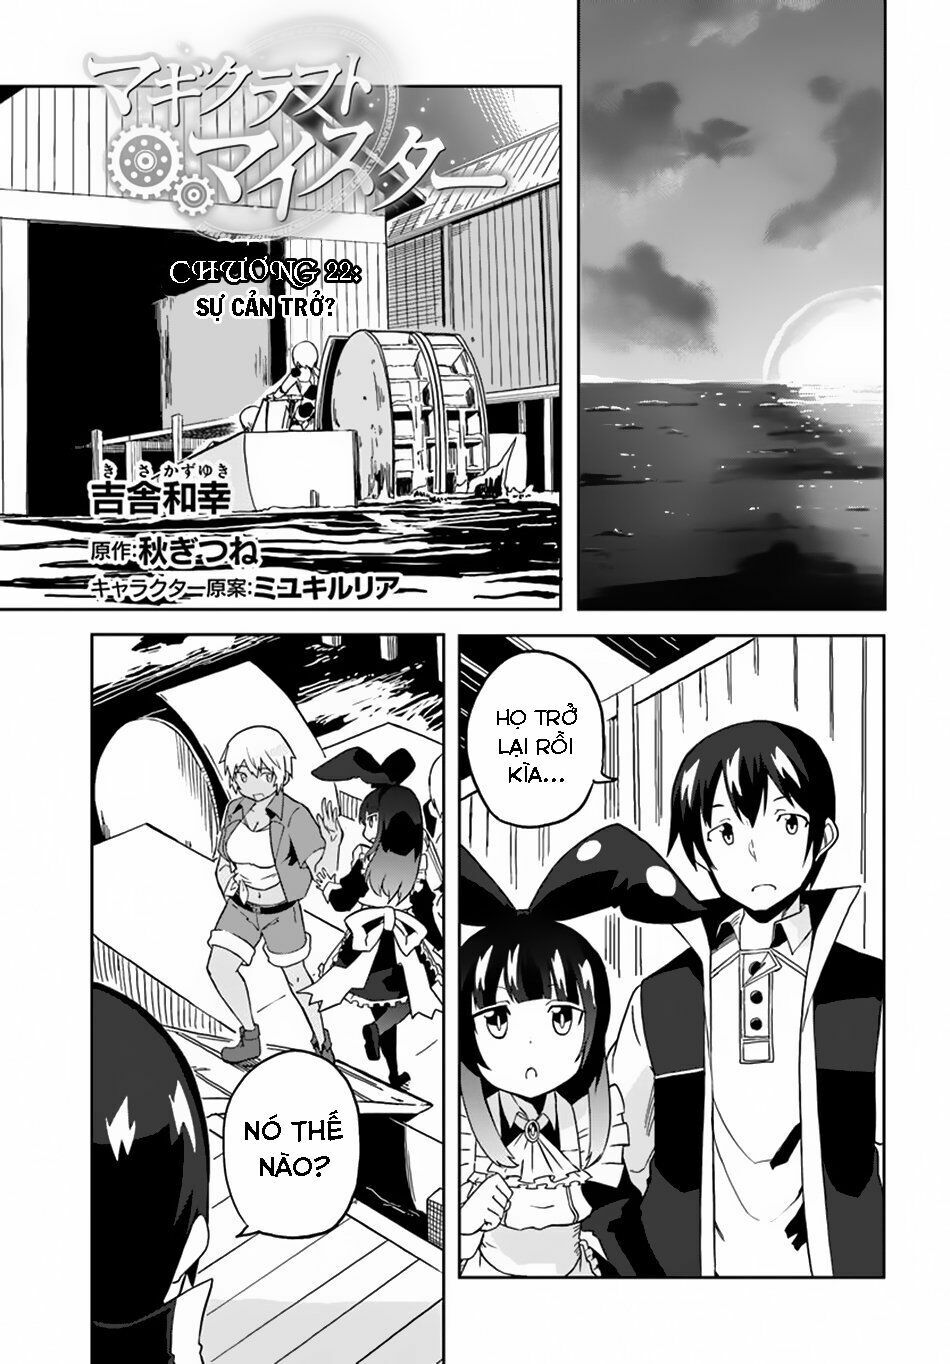 マギクラフト
マイスター
CHƯƠNG 22:
SỰ CẢN TRỞ?
きさかずゆき
吉舎和幸
原作:秋ぎつね
キャラクター原案:ミユキルリア
HỌ TRỞ
LẠI RỒI
KÌA...
NÓ THẾ
NÀO?